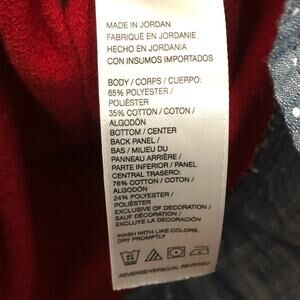 MADE IN JORDAN
FABRIQUÉ EN JORDANIE
HECHO EN JORDANIA
CON INSUMOS IMPORTADOS
BODY / CORPS / CUERPO:
65% POLYESTER /
POLIÉSTER
35% COTTON / COTON /
ALGODÓN
BOTTOM / CENTER
BACK PANEL /
BAS / MILIEU DU
PANNEAU ARRIÈRE /
PARTE INFERIOR / PANEL
CENTRAL TRASERO:
76% COTTON / COTON /
ALGODÓN
24% POLYESTER /
POLIÉSTER
EXCLUSIVE OF DECORATION /
SAUF DÉCORATION /
EXCLUYE LA DECORACIÓN
WASH WITH LIKE COLORS.
DRY PROMPTLY
REVERSE/VERSO/AL REVERSO